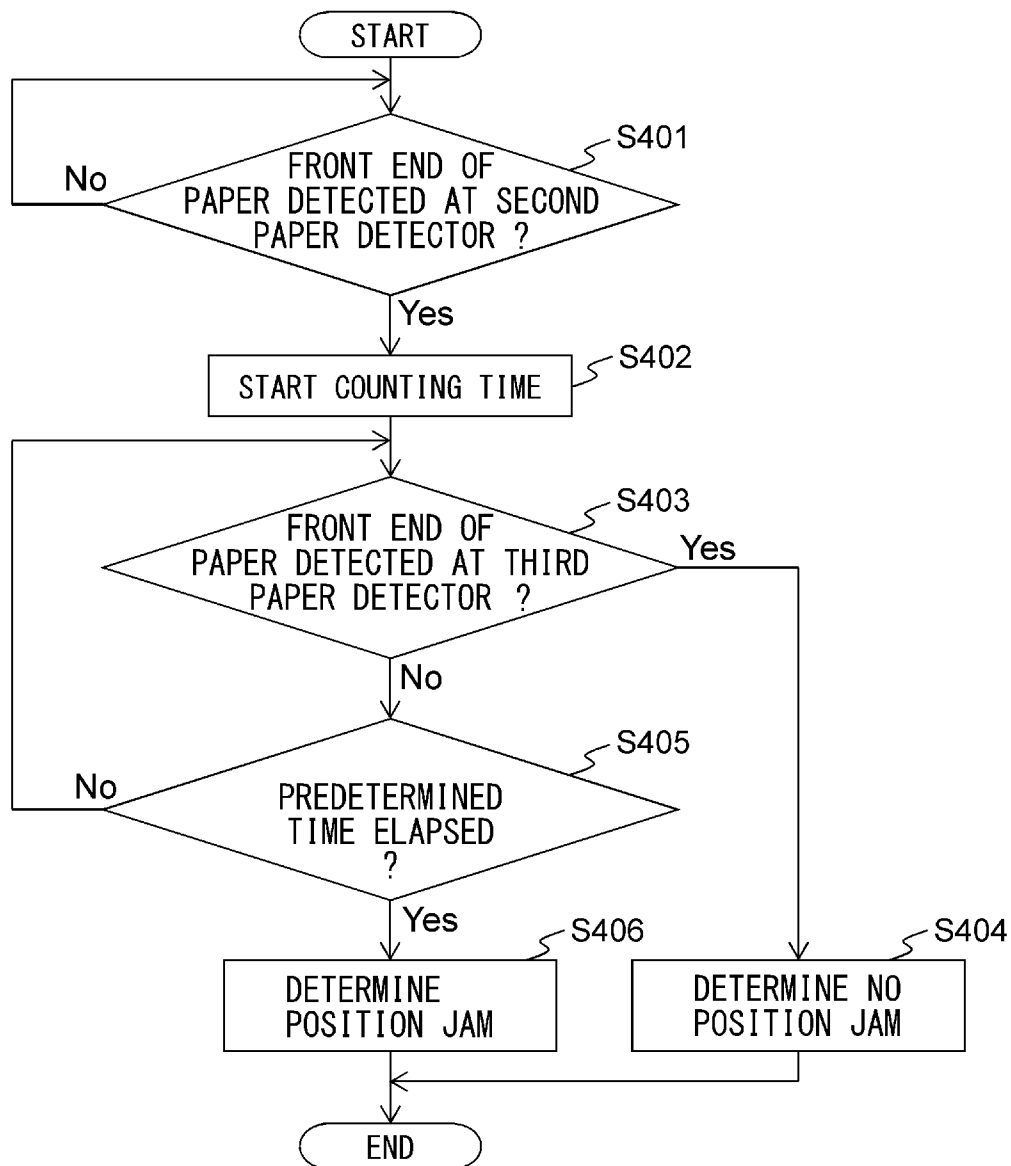 START
S401
FRONT END OF
PAPER DETECTED AT SECOND
PAPER DETECTOR ?
No
Yes
S402
START COUNTING TIME
S403
FRONT END OF
PAPER DETECTED AT THIRD
PAPER DETECTOR ?
Yes
No
S405
No
PREDETERMINED
TIME ELAPSED
?
Yes
S406
DETERMINE
POSITION JAM
S404
DETERMINE NO
POSITION JAM
END